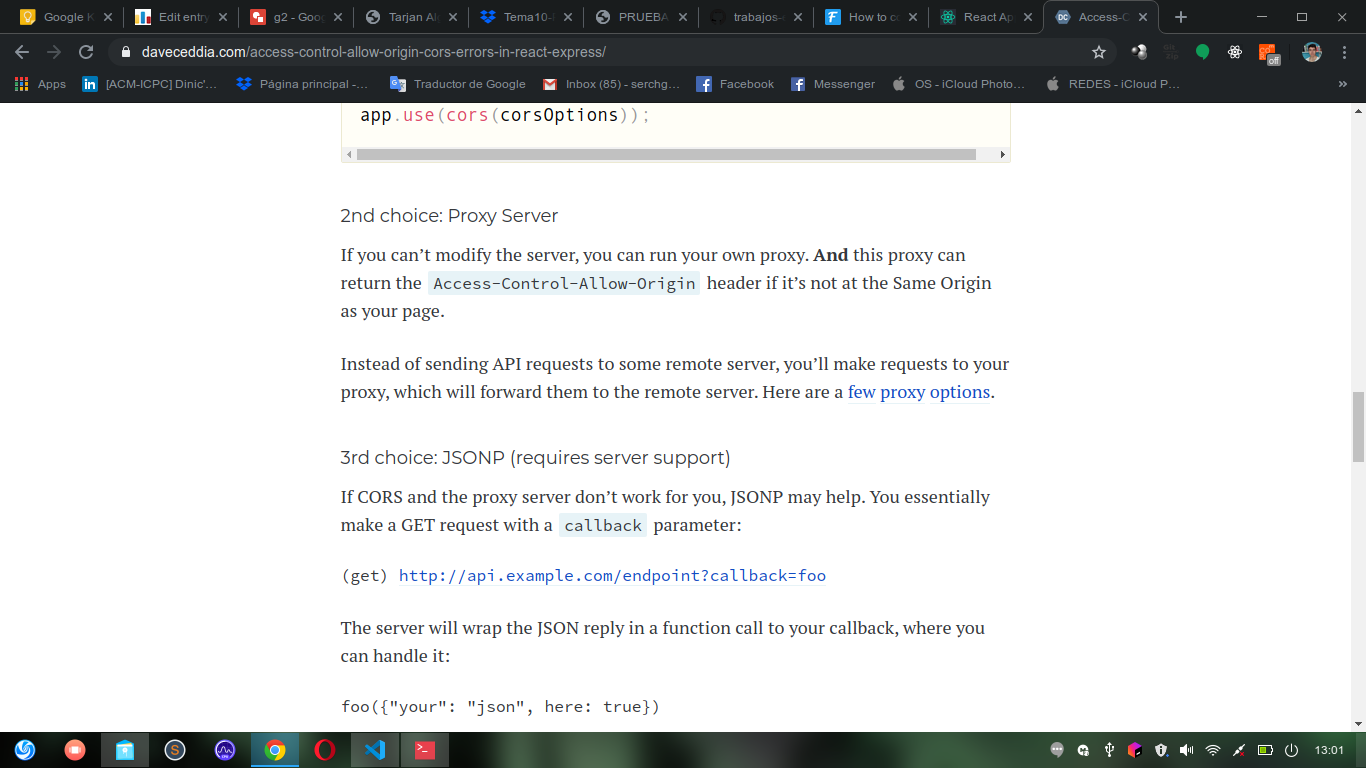 Google K
Edit entry
g2 - Goog
Tarjan Al
Tema10-
PRUEBA
trabajos-
How to co
React Ap
Access-C
daveceddia.com/access-control-allow-origin-cors-errors-in-react-express/
off
Apps
[ACM-ICPC] Dinic'...
Página principal -...
Traductor de Google
Inbox (85) - serchg...
Facebook
Messenger
OS - iCloud Photo...
REDES - iCloud P...
»
app.use(cors(corsOptions));
2nd choice: Proxy Server
If you can’t modify the server, you can run your own proxy. And this proxy can
return the Access-Control-Allow-Origin header if it’s not at the Same Origin
as your page.
Instead of sending API requests to some remote server, you’ll make requests to your
proxy, which will forward them to the remote server. Here are a few proxy options.
3rd choice: JSONP (requires server support)
If CORS and the proxy server don’t work for you, JSONP may help. You essentially
make a GET request with a callback parameter:
(get) http://api.example.com/endpoint?callback=foo
The server will wrap the JSON reply in a function call to your callback, where you
can handle it:
foo({"your": "json", here: true})
13:01